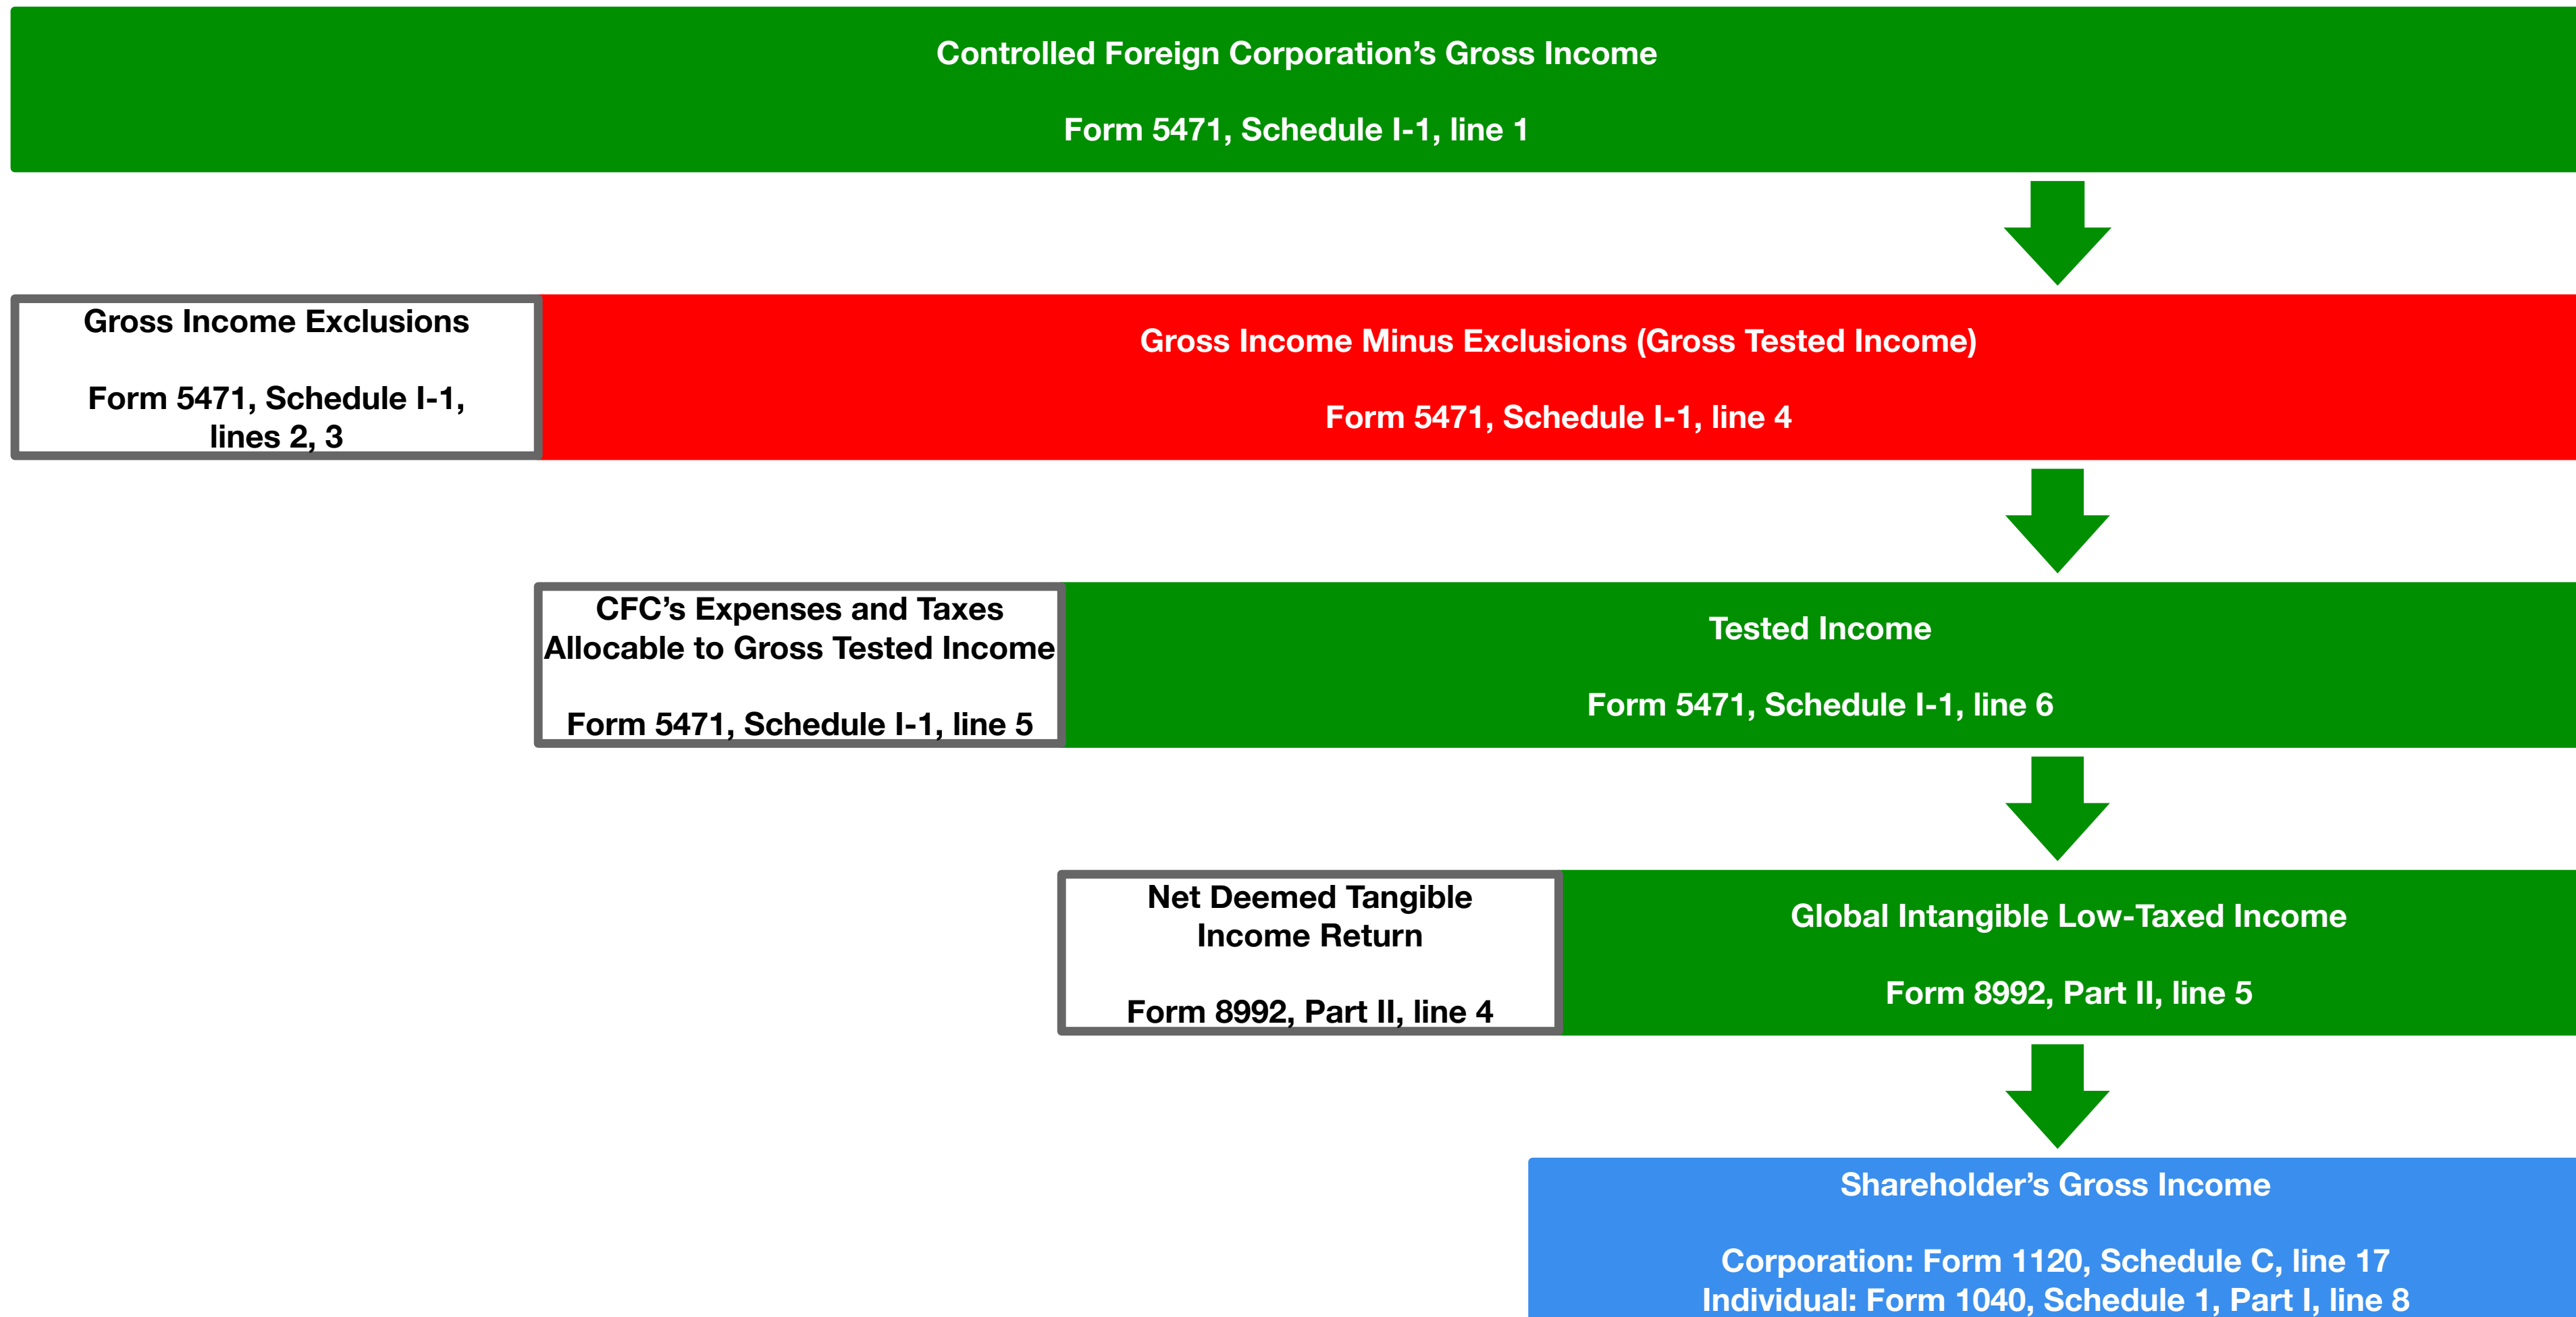 Controlled Foreign Corporation’s Gross Income
Form 5471, Schedule I-1, line 1
Gross Income Exclusions
Form 5471, Schedule I-1,
lines 2, 3
Gross Income Minus Exclusions (Gross Tested Income)
Form 5471, Schedule I-1, line 4
CFC’s Expenses and Taxes
Allocable to Gross Tested Income
Form 5471, Schedule I-1, line 5
Tested Income
Form 5471, Schedule I-1, line 6
Net Deemed Tangible
Income Return
Form 8992, Part II, line 4
Global Intangible Low-Taxed Income
Form 8992, Part II, line 5
Shareholder’s Gross Income
Corporation: Form 1120, Schedule C, line 17
Individual: Form 1040, Schedule 1, Part I, line 8